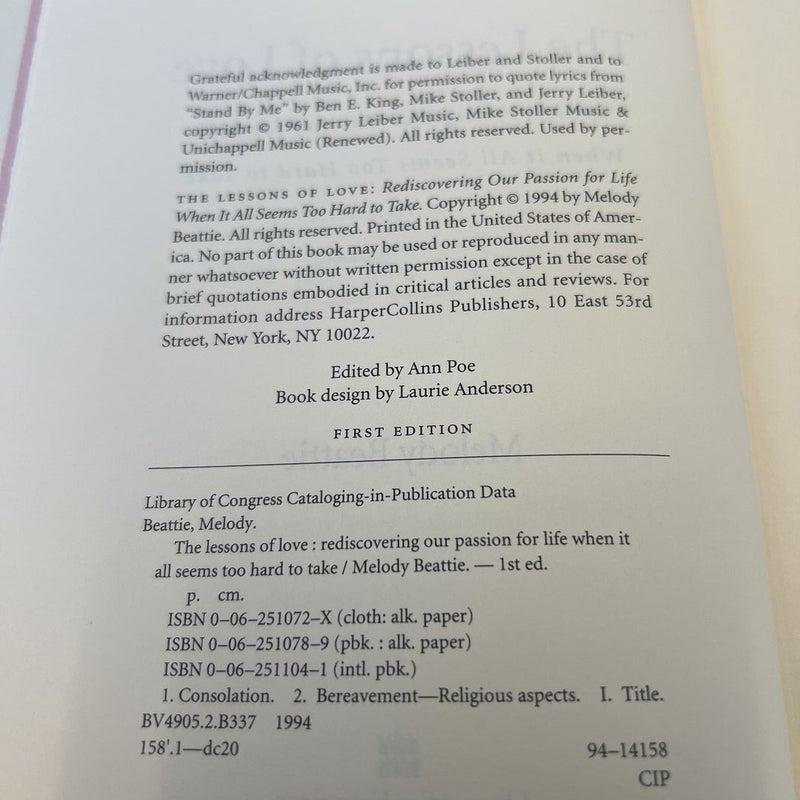 Grateful acknowledgment is made to Leiber and Stoller and to
Warner/Chappell Music, Inc. for permission to quote lyrics from
"Stand By Me" by Ben E. King, Mike Stoller, and Jerry Leiber,
copyright © 1961 Jerry Leiber Music, Mike Stoller Music &
Unichappell Music (Renewed). All rights reserved. Used by per-
mission.
THE LESSONS OF LOVE: Rediscovering Our Passion for Life
When It All Seems Too Hard to Take. Copyright © 1994 by Melody
Beattie. All rights reserved. Printed in the United States of Amer-
ica. No part of this book may be used or reproduced in any man-
ner whatsoever without written permission except in the case of
brief quotations embodied in critical articles and reviews. For
information address HarperCollins Publishers, 10 East 53rd
Street, New York, NY 10022.
Edited by Ann Poe
Book design by Laurie Anderson
FIRST EDITION
Library of Congress Cataloging-in-Publication Data
Beattie, Melody.
The lessons of love : rediscovering our passion for life when it
all seems too hard to take / Melody Beattie. — 1st ed.
p. cm.
ISBN 0–06–251072–X (cloth: alk. paper)
ISBN 0–06–251078–9 (pbk. : alk. paper)
ISBN 0–06–251104–1 (intl. pbk.)
1. Consolation. 2. Bereavement—Religious aspects. I. Title.
BV4905.2.B337 1994
158'.1—dc20 94–14158
CIP